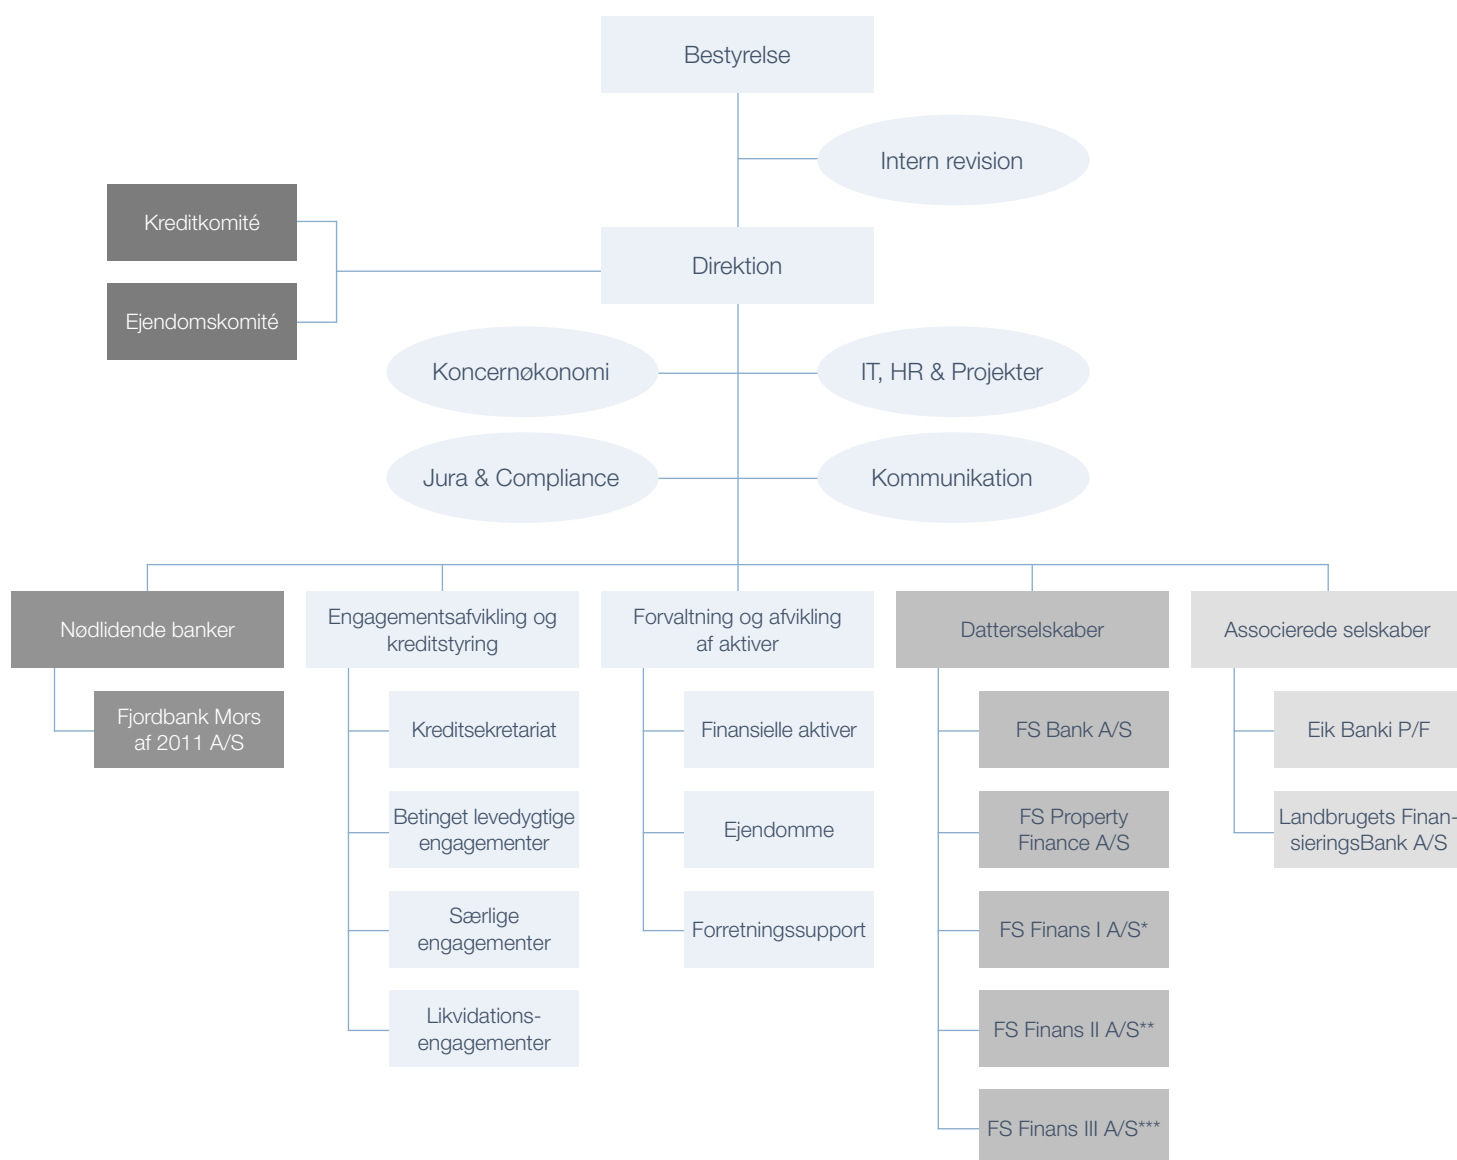 Bestyrelse
Intern revision
Kreditkomité
Direktion
Ejendomskomité
Koncernøkonomi
IT, HR & Projekter
Jura & Compliance
Kommunikation
Nødlidende banker
Fjordbank Mors
af 2011 A/S
Engagementsafvikling og
kreditstyring
Kreditsekretariat
Betinget levedygtige
engagementer
Særlige
engagementer
Likvidations-
engagementer
Forvaltning og afvikling
af aktiver
Finansielle aktiver
Ejendomme
Forretningssupport
Datterselskaber
FS Bank A/S
FS Property
Finance A/S
FS Finans I A/S*
FS Finans II A/S**
FS Finans III A/S***
Associerede selskaber
Eik Banki P/F
Landbrugets Finan-
sieringsBank A/S